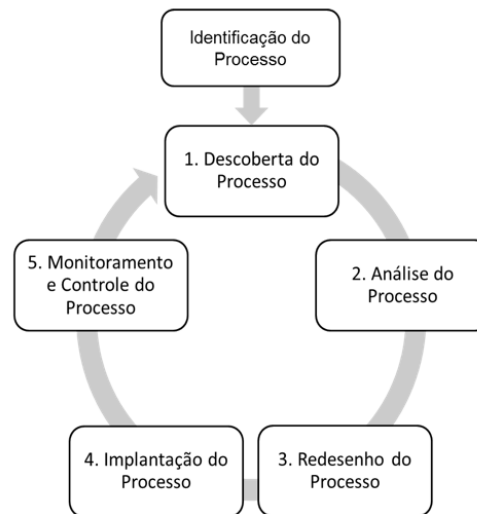 Identificação do
Processo
1. Descoberta do
Processo
2. Análise do
Processo
3. Redesenho do
Processo
4. Implantação do
Processo
5. Monitoramento
e Controle do
Processo